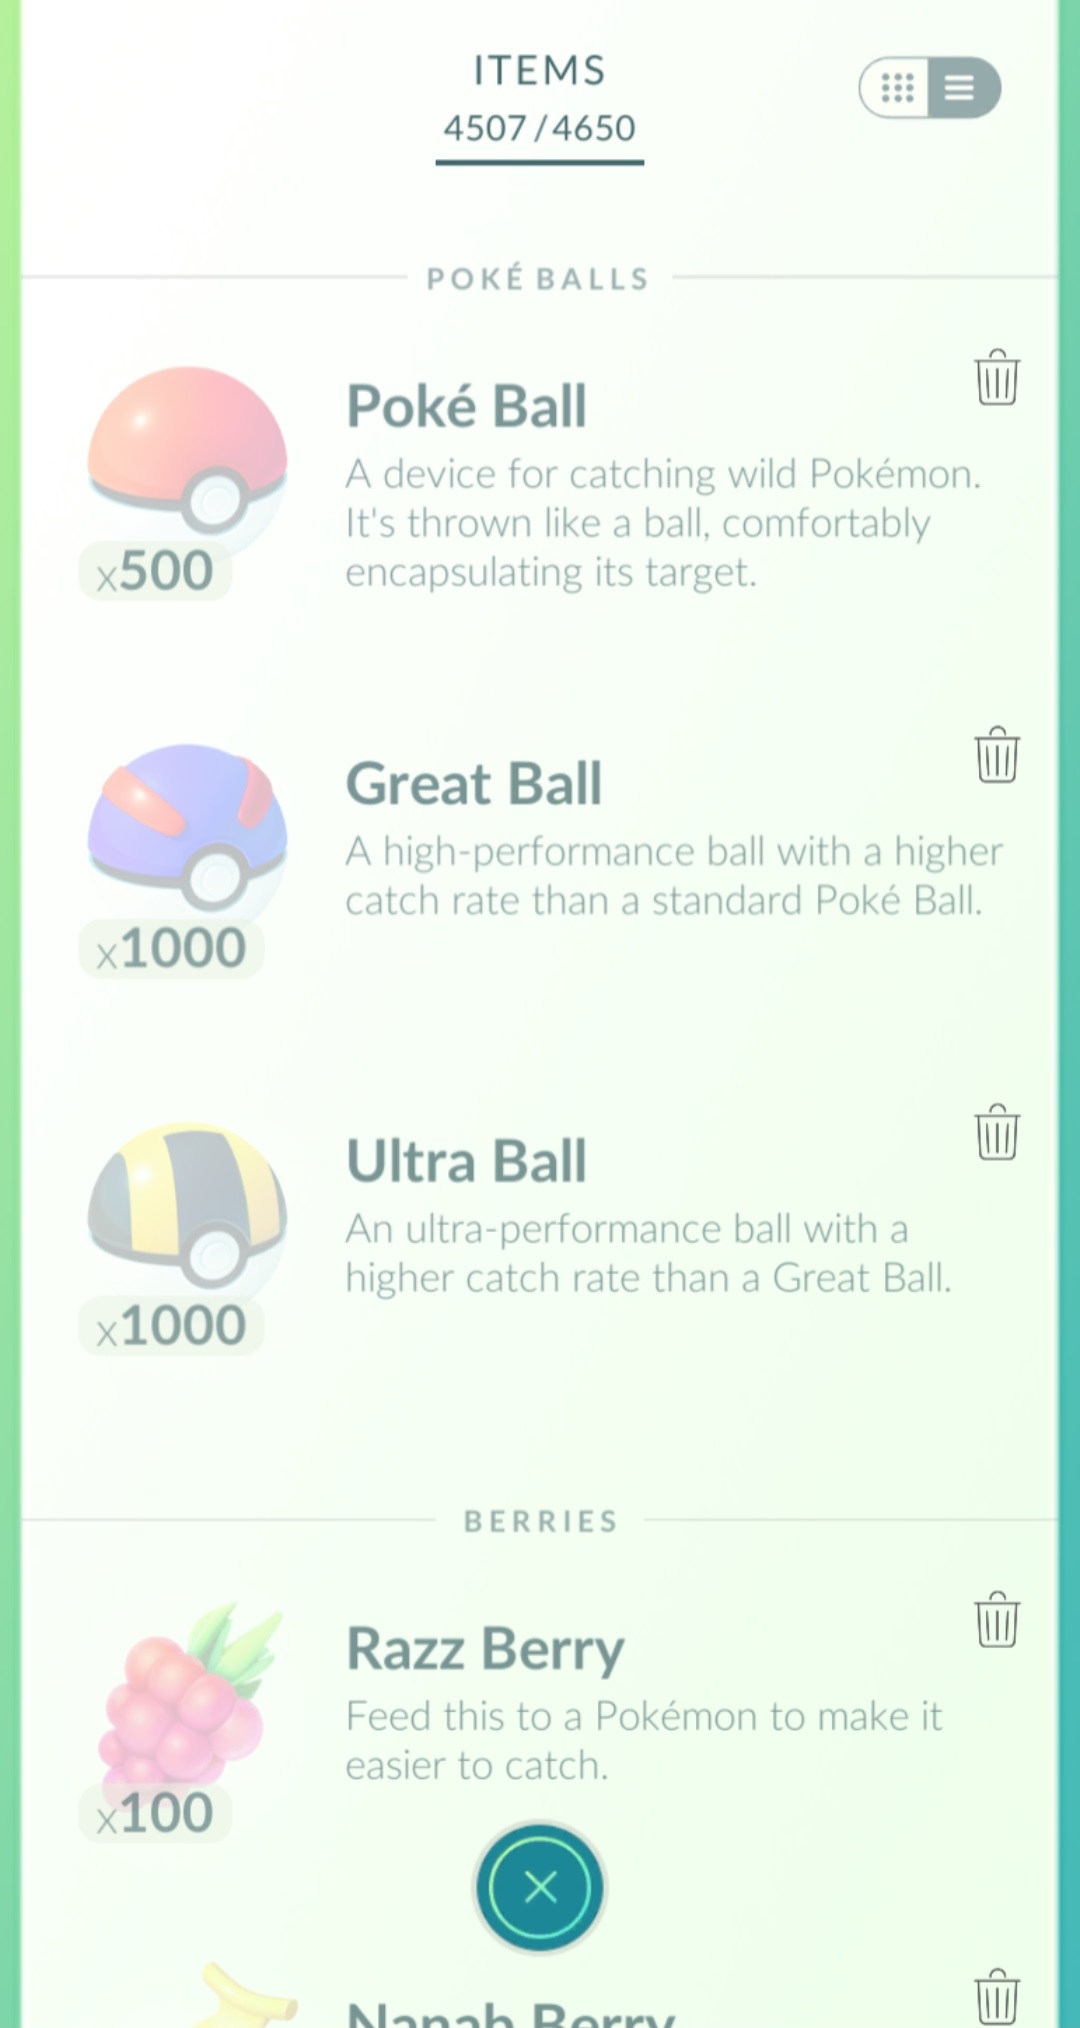 ITEMS
4507/4650
POKÉ BALLS
Poké Ball
A device for catching wild Pokémon.
It's thrown like a ball, comfortably
encapsulating its target.
x500
Great Ball
A high-performance ball with a higher
catch rate than a standard Poké Ball.
x1000
Ultra Ball
An ultra-performance ball with a
higher catch rate than a Great Ball.
x1000
BERRIES
Razz Berry
Feed this to a Pokémon to make it
easier to catch.
x100
Nanab Berry